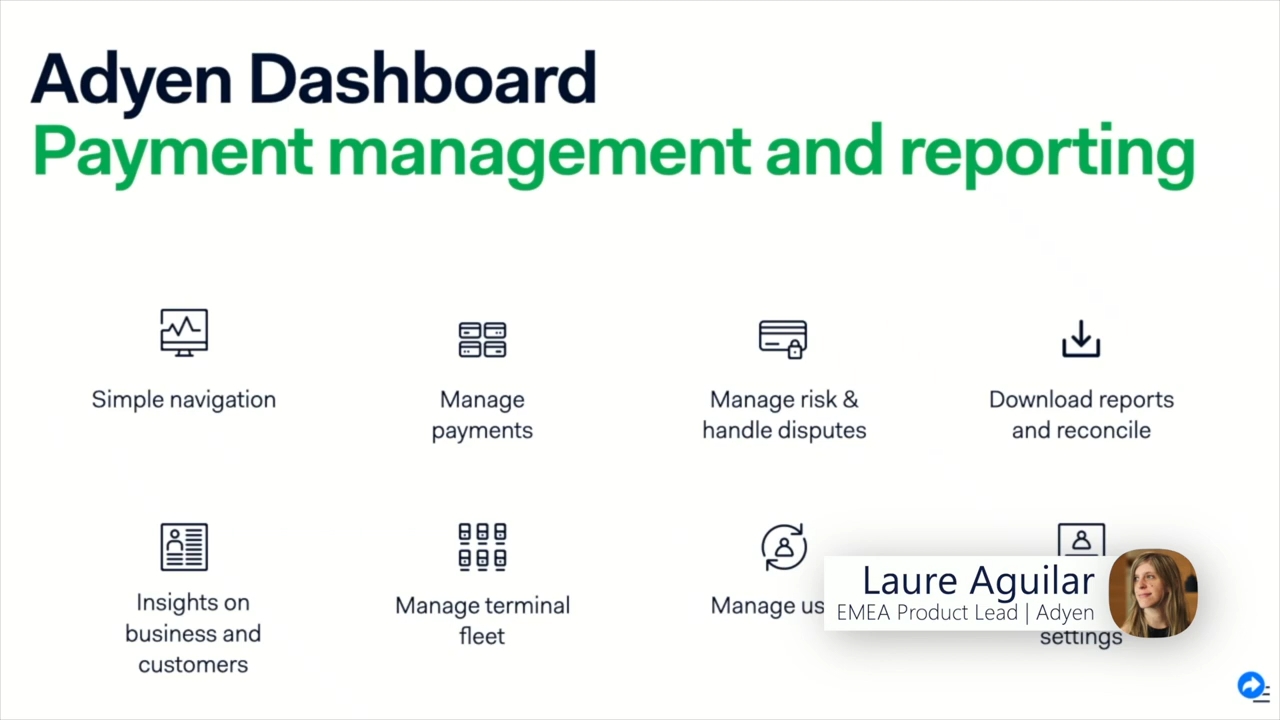 Adyen Dashboard
Payment management and reporting
Simple navigation
Manage
payments
Manage risk &
handle disputes
Download reports
and reconcile
Insights on
business and
customers
Manage terminal
fleet
Manage
settings
Laure Aguilar
EMEA Product Lead | Adyen